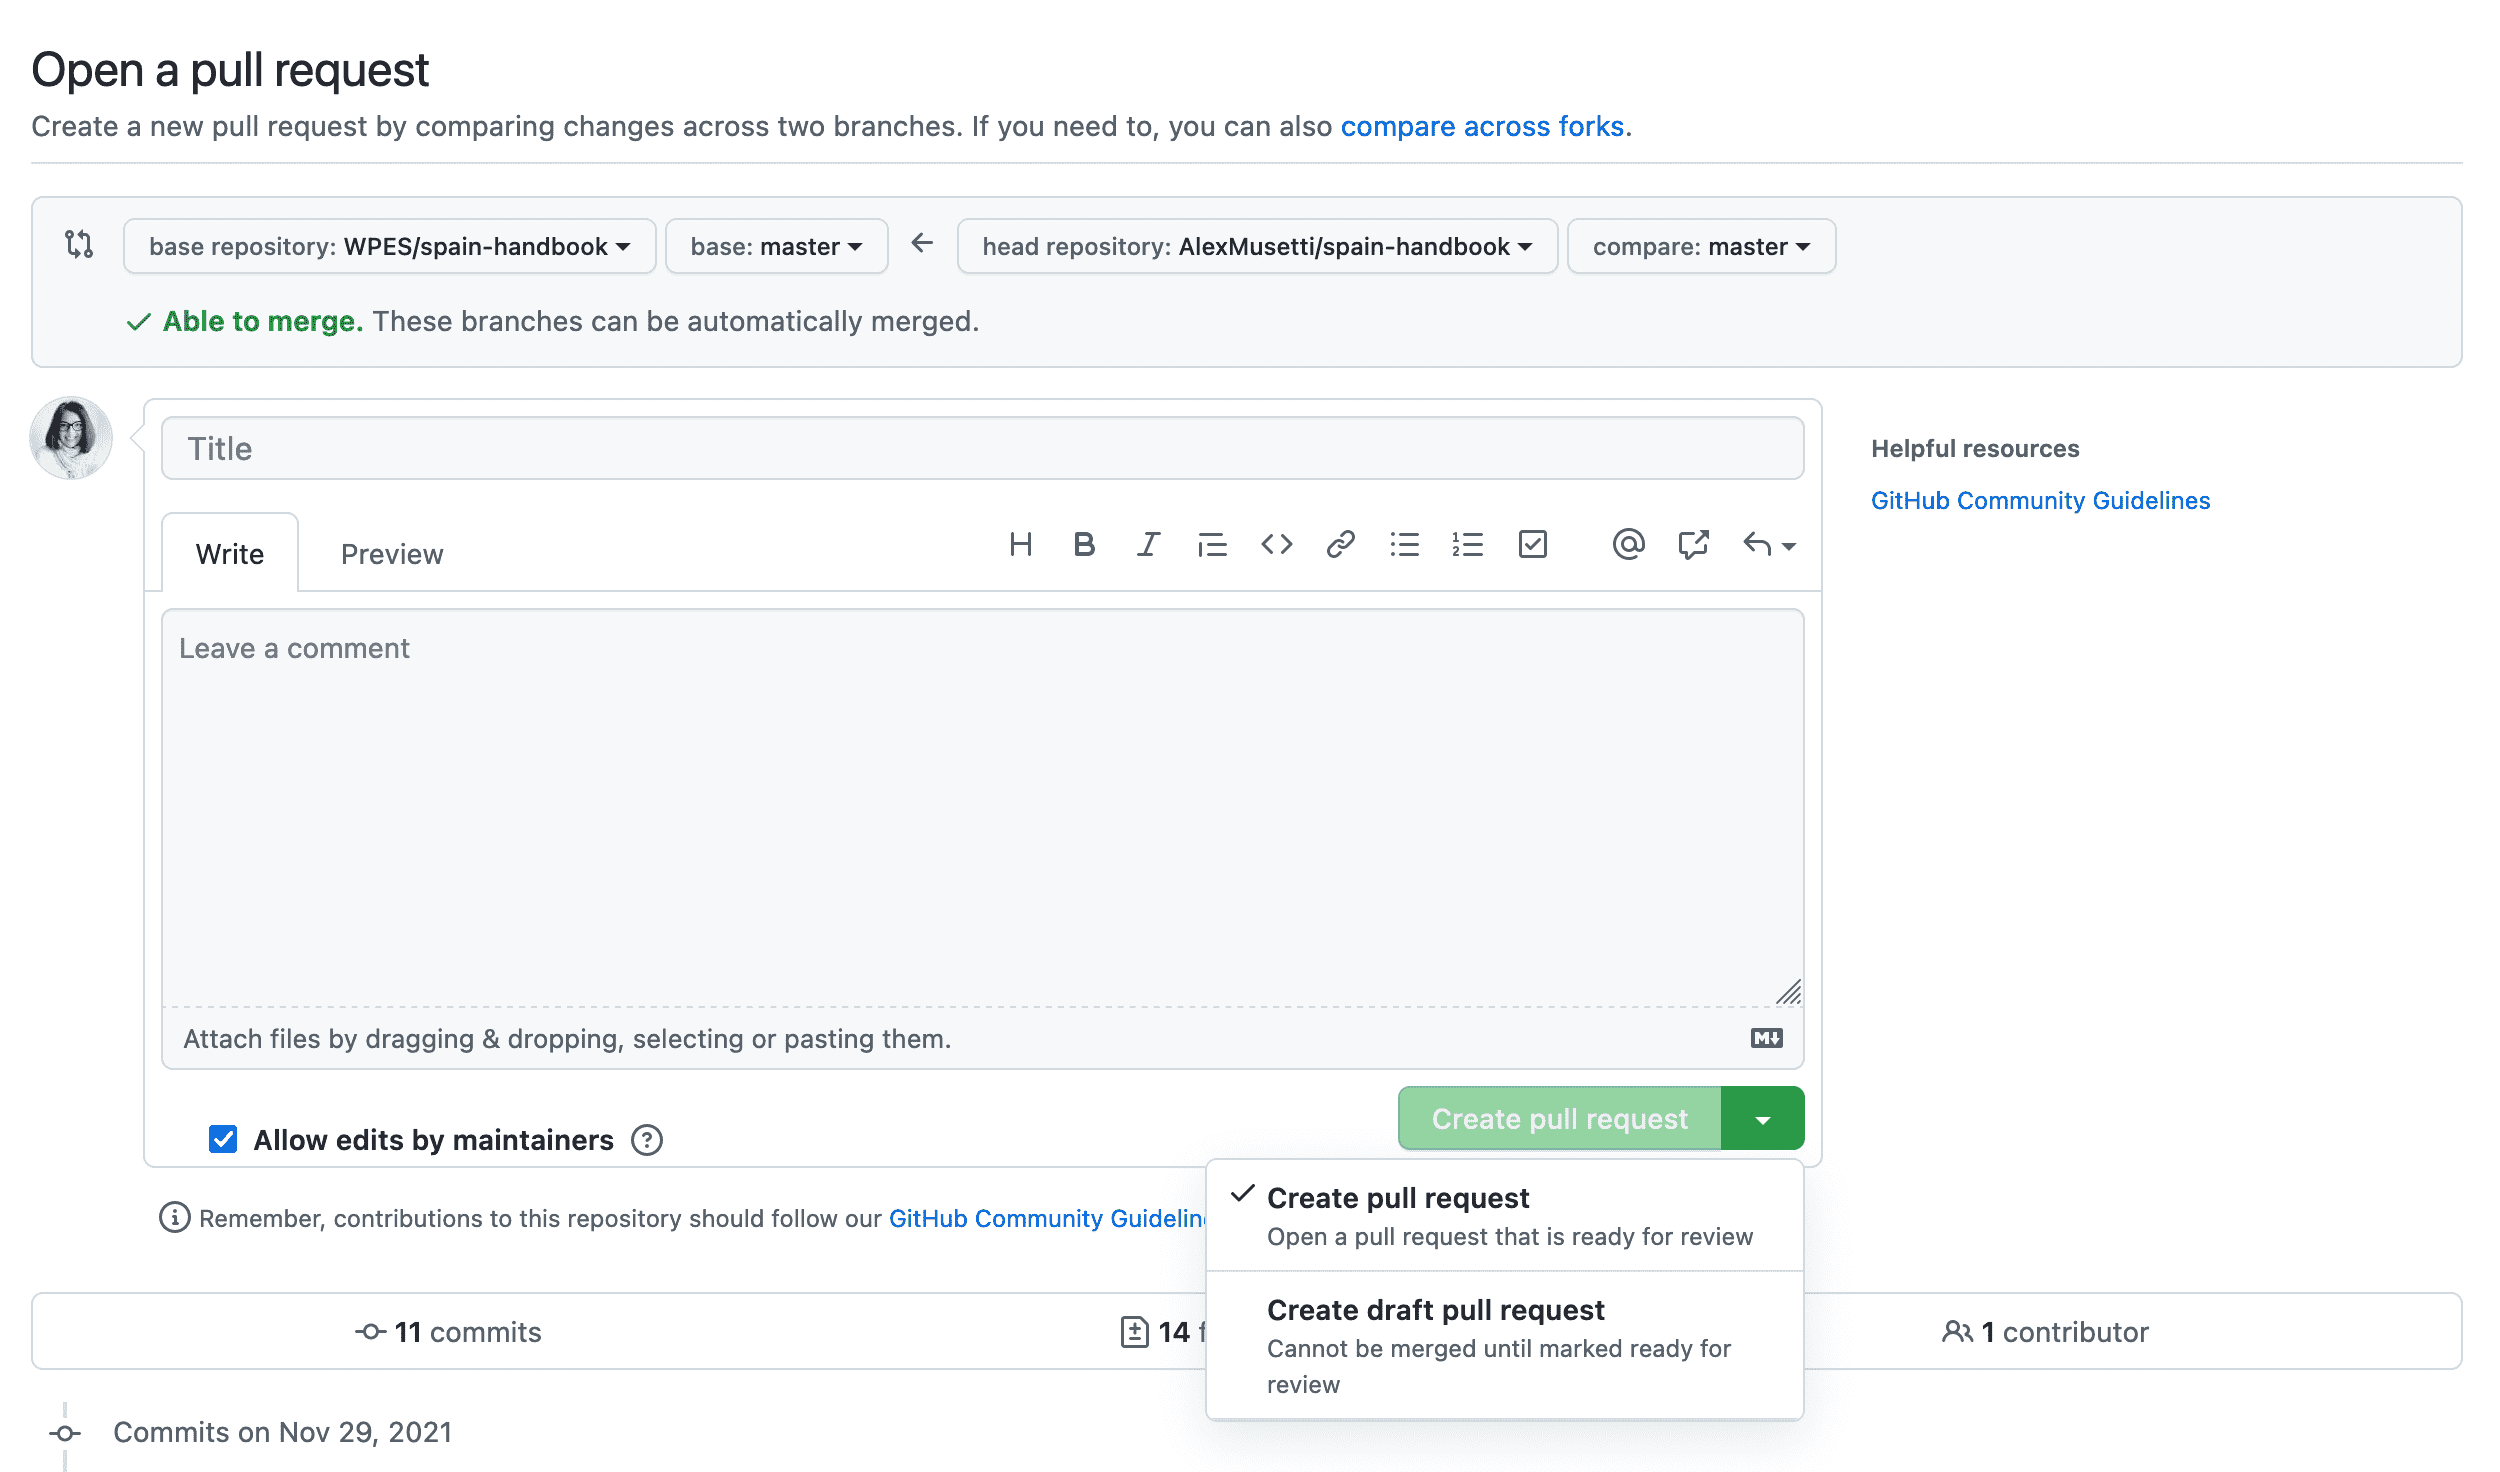 Open a pull request
Create a new pull request by comparing changes across two branches. If you need to, you can also compare across forks.
base repository: WPES/spain-handbook base: master head repository: AlexMusetti/spain-handbook compare: master
Able to merge. These branches can be automatically merged.
Title
Helpful resources
GitHub Community Guidelines
Write Preview
Leave a comment
Attach files by dragging & dropping, selecting or pasting them.
Create pull request
Allow edits by maintainers
Remember, contributions to this repository should follow our GitHub Community
Create pull request
Open a pull request that is ready for review
Create draft pull request
Cannot be merged until marked ready for
review
11 commits 14 1 contributor
Commits on Nov 29, 2021